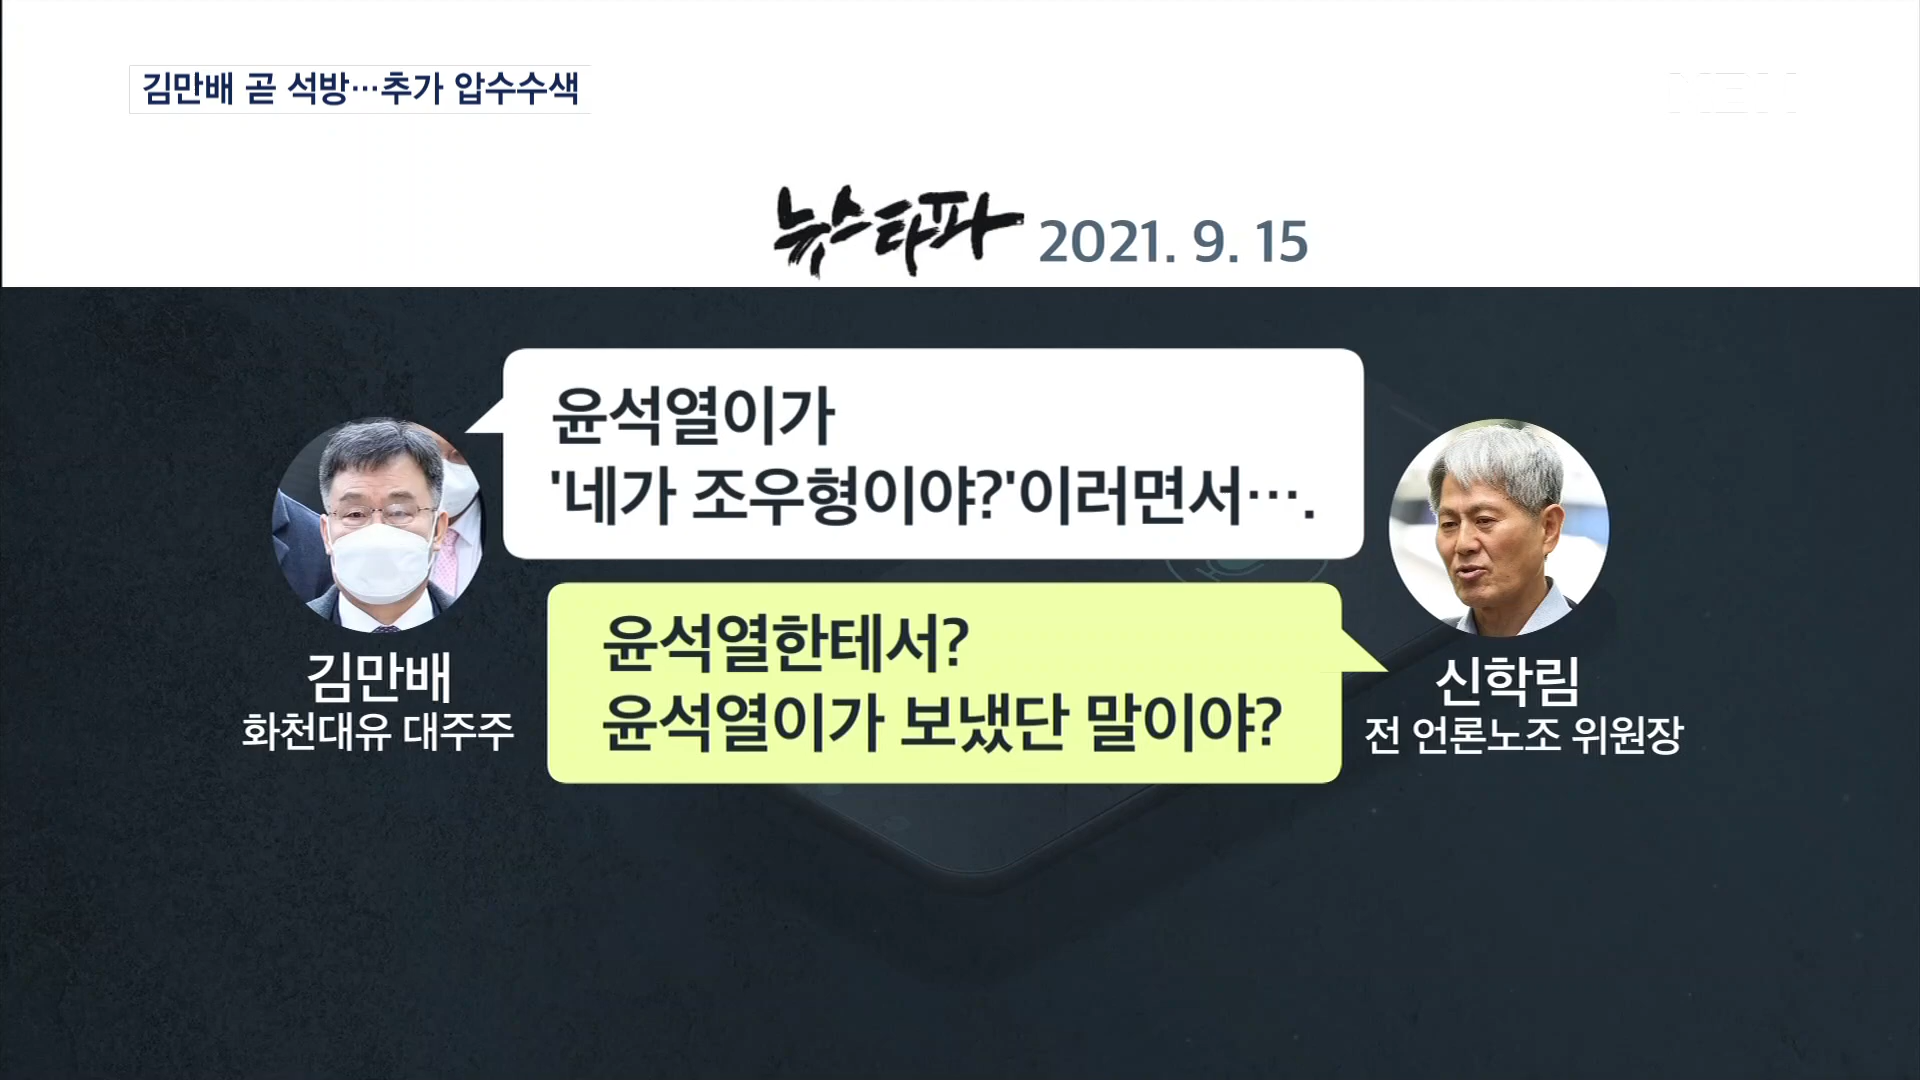 김만배 곧 석방…추가 압수수색
MBN
뉴스타파 2021. 9. 15
윤석열이가
'네가 조우형이야?'이러면서….
윤석열한테서?
윤석열이가 보냈단 말이야?
김만배
화천대유 대주주
신학림
전 언론노조 위원장